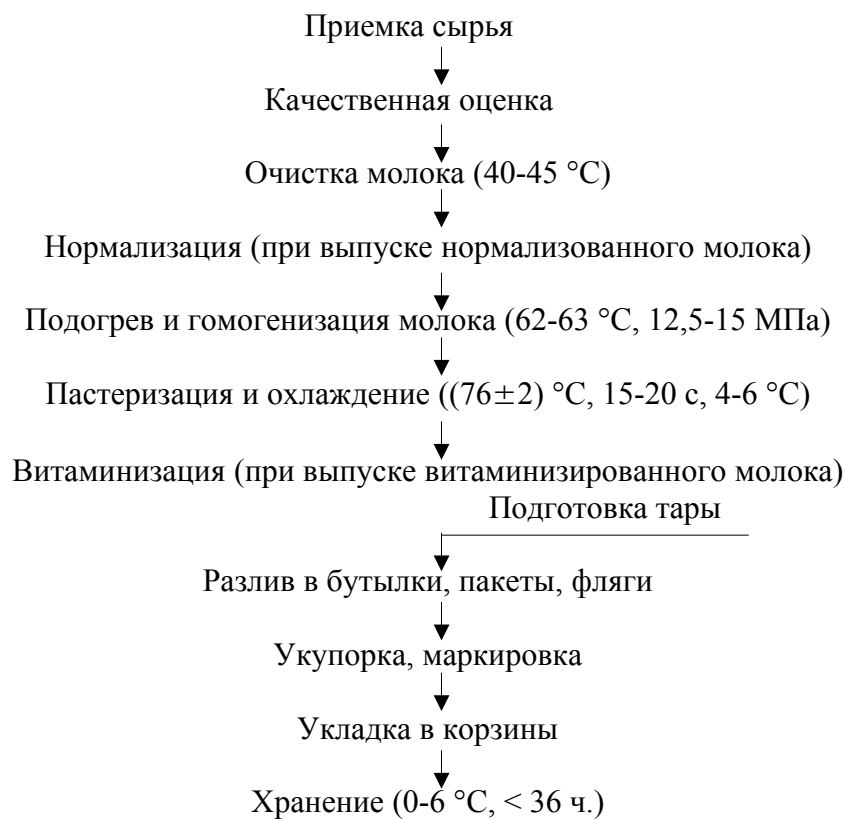 Приемка сырья
Качественная оценка
Очистка молока (40-45 °С)
Нормализация (при выпуске нормализованного молока)
Подогрев и гомогенизация молока (62-63 °С, 12,5-15 МПа)
Пастеризация и охлаждение ((76±2) °С, 15-20 с, 4-6 °С)
Витаминизация (при выпуске витаминизированного молока)
Подготовка тары
Разлив в бутылки, пакеты, фляги
Укупорка, маркировка
Укладка в корзины
Хранение (0-6 °С, < 36 ч.)